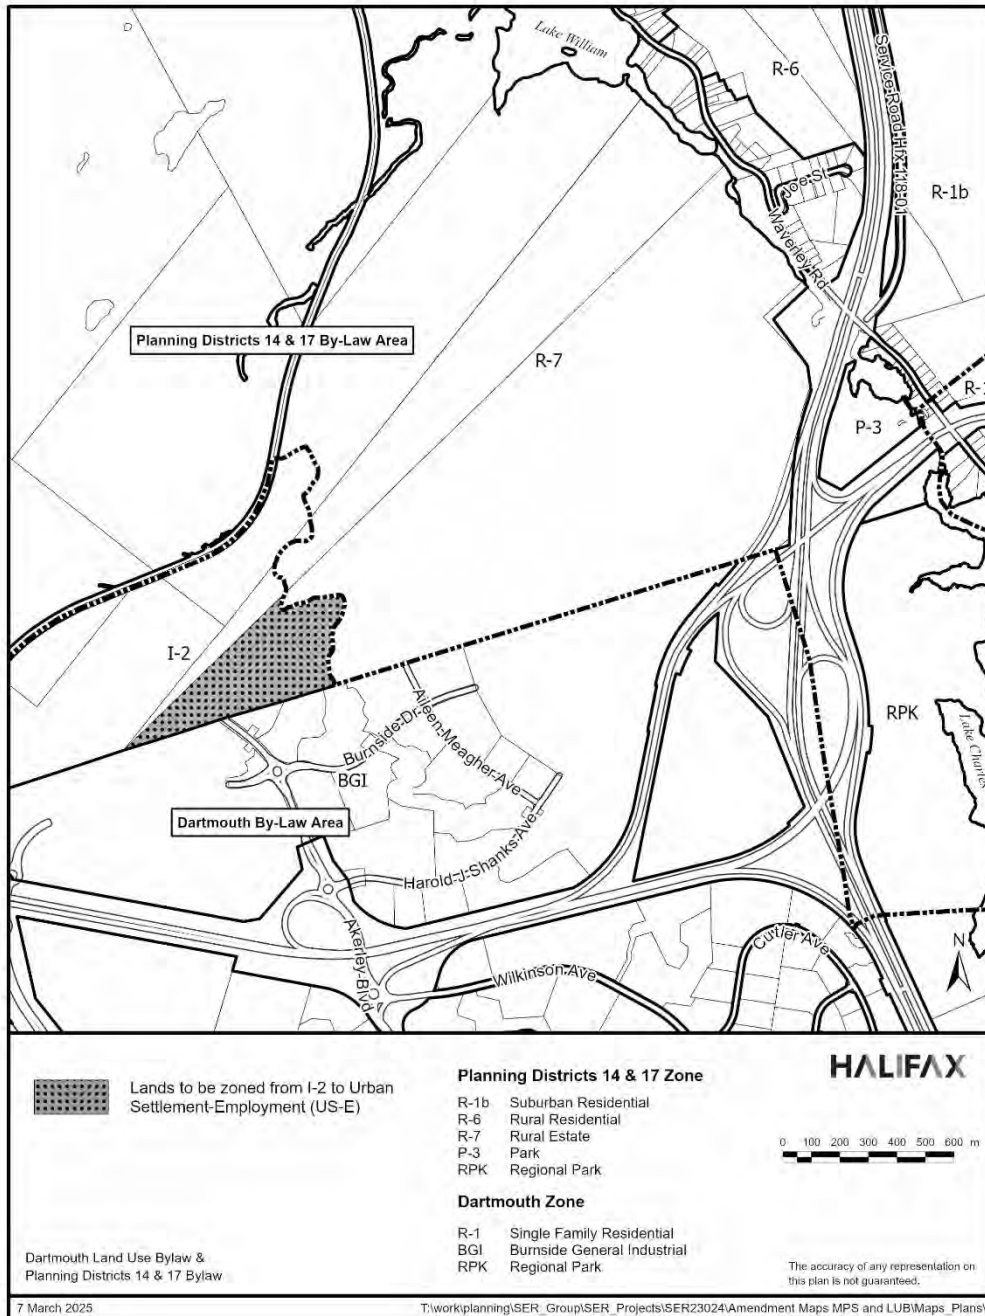 Lake William
R-6
Service Road Hfx 118 01
R-1b
Joe St
Waverley Rd
Planning Districts 14 & 17 By-Law Area
R-7
R-1
P-3
I-2
RPK
Lake Charles
Aileen-Meagher-Ave
Burnside-Dr
BGI
Dartmouth By-Law Area
Harold-J-Shanks-Ave
Akerley-Blvd
Cutler Ave
Wilkinson Ave
N
Lands to be zoned from I-2 to Urban
Settlement-Employment (US-E)
Dartmouth Land Use Bylaw &
Planning Districts 14 & 17 Bylaw
Planning Districts 14 & 17 Zone
R-1b Suburban Residential
R-6 Rural Residential
R-7 Rural Estate
P-3 Park
RPK Regional Park
Dartmouth Zone
R-1 Single Family Residential
BGI Burnside General Industrial
RPK Regional Park
HALIFAX
0 100 200 300 400 500 600 m
The accuracy of any representation on
this plan is not guaranteed.
7 March 2025
T:\work\planning\SER_Group\SER_Projects\SER23024\Amendment Maps MPS and LUB\Maps_Plans\